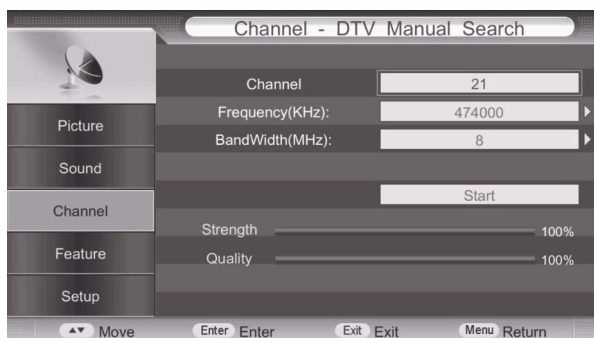 Channel - DTV Manual Search
Channel 21
Frequency(KHz): 474000
BandWidth(MHz): 8
Start
Strength 100%
Quality 100%
Picture
Sound
Channel
Feature
Setup
Move Enter Enter Exit Exit Menu Return